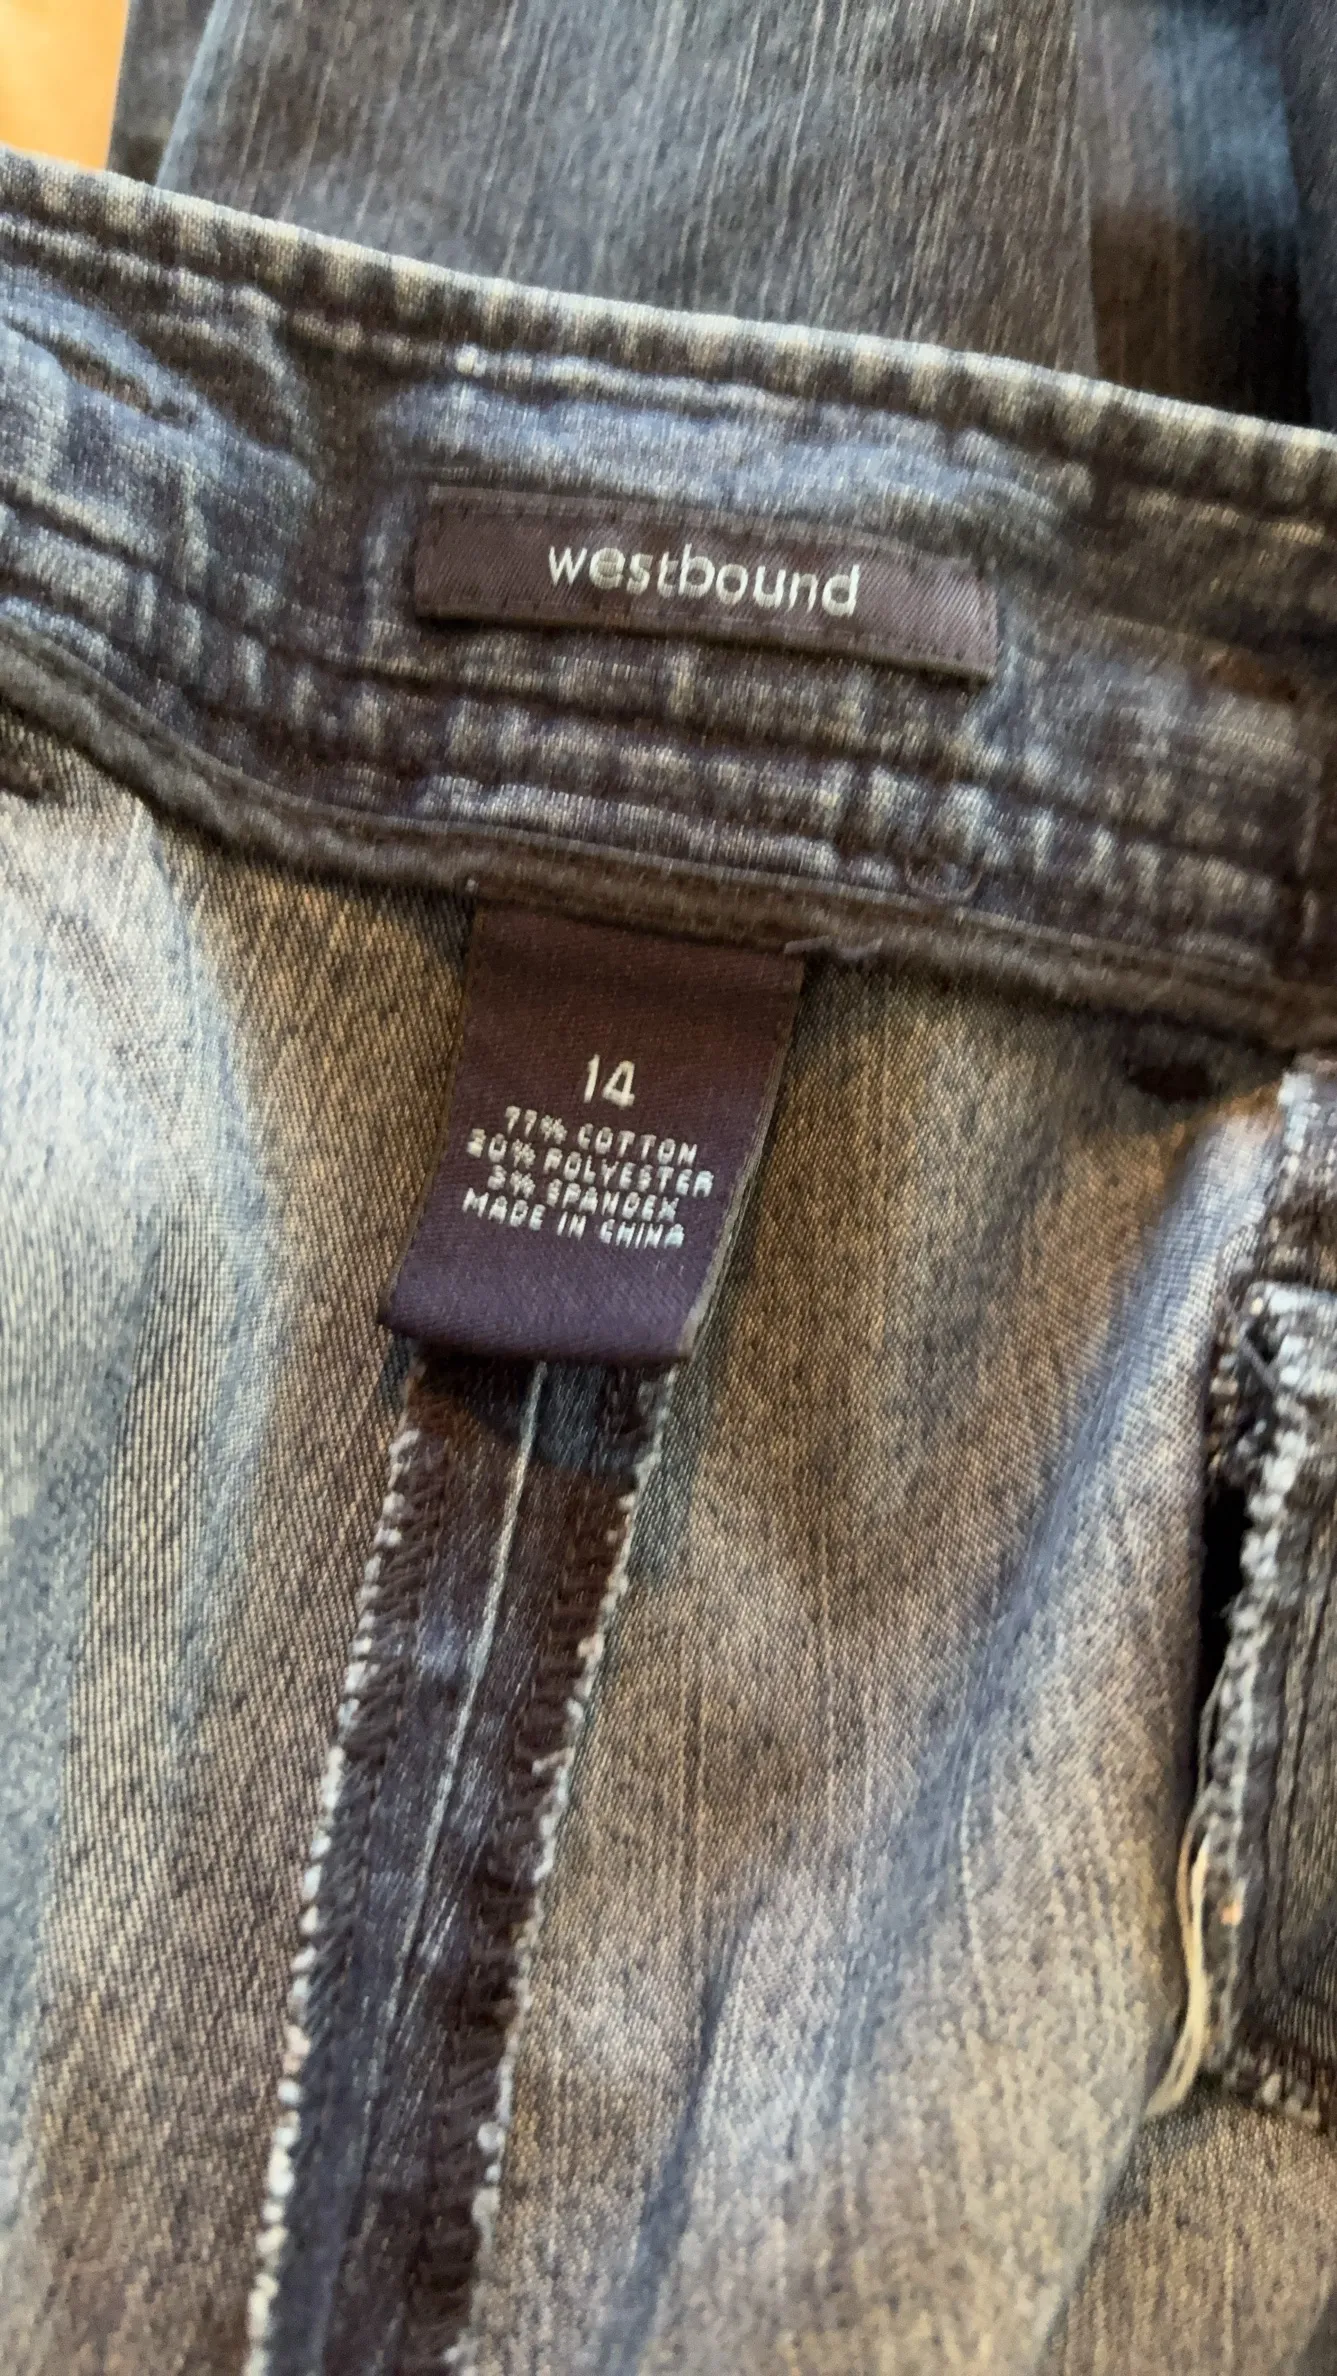 westbound
14
77% COTTON
20% POLYESTER
3% SPANDEX
MADE IN CHINA